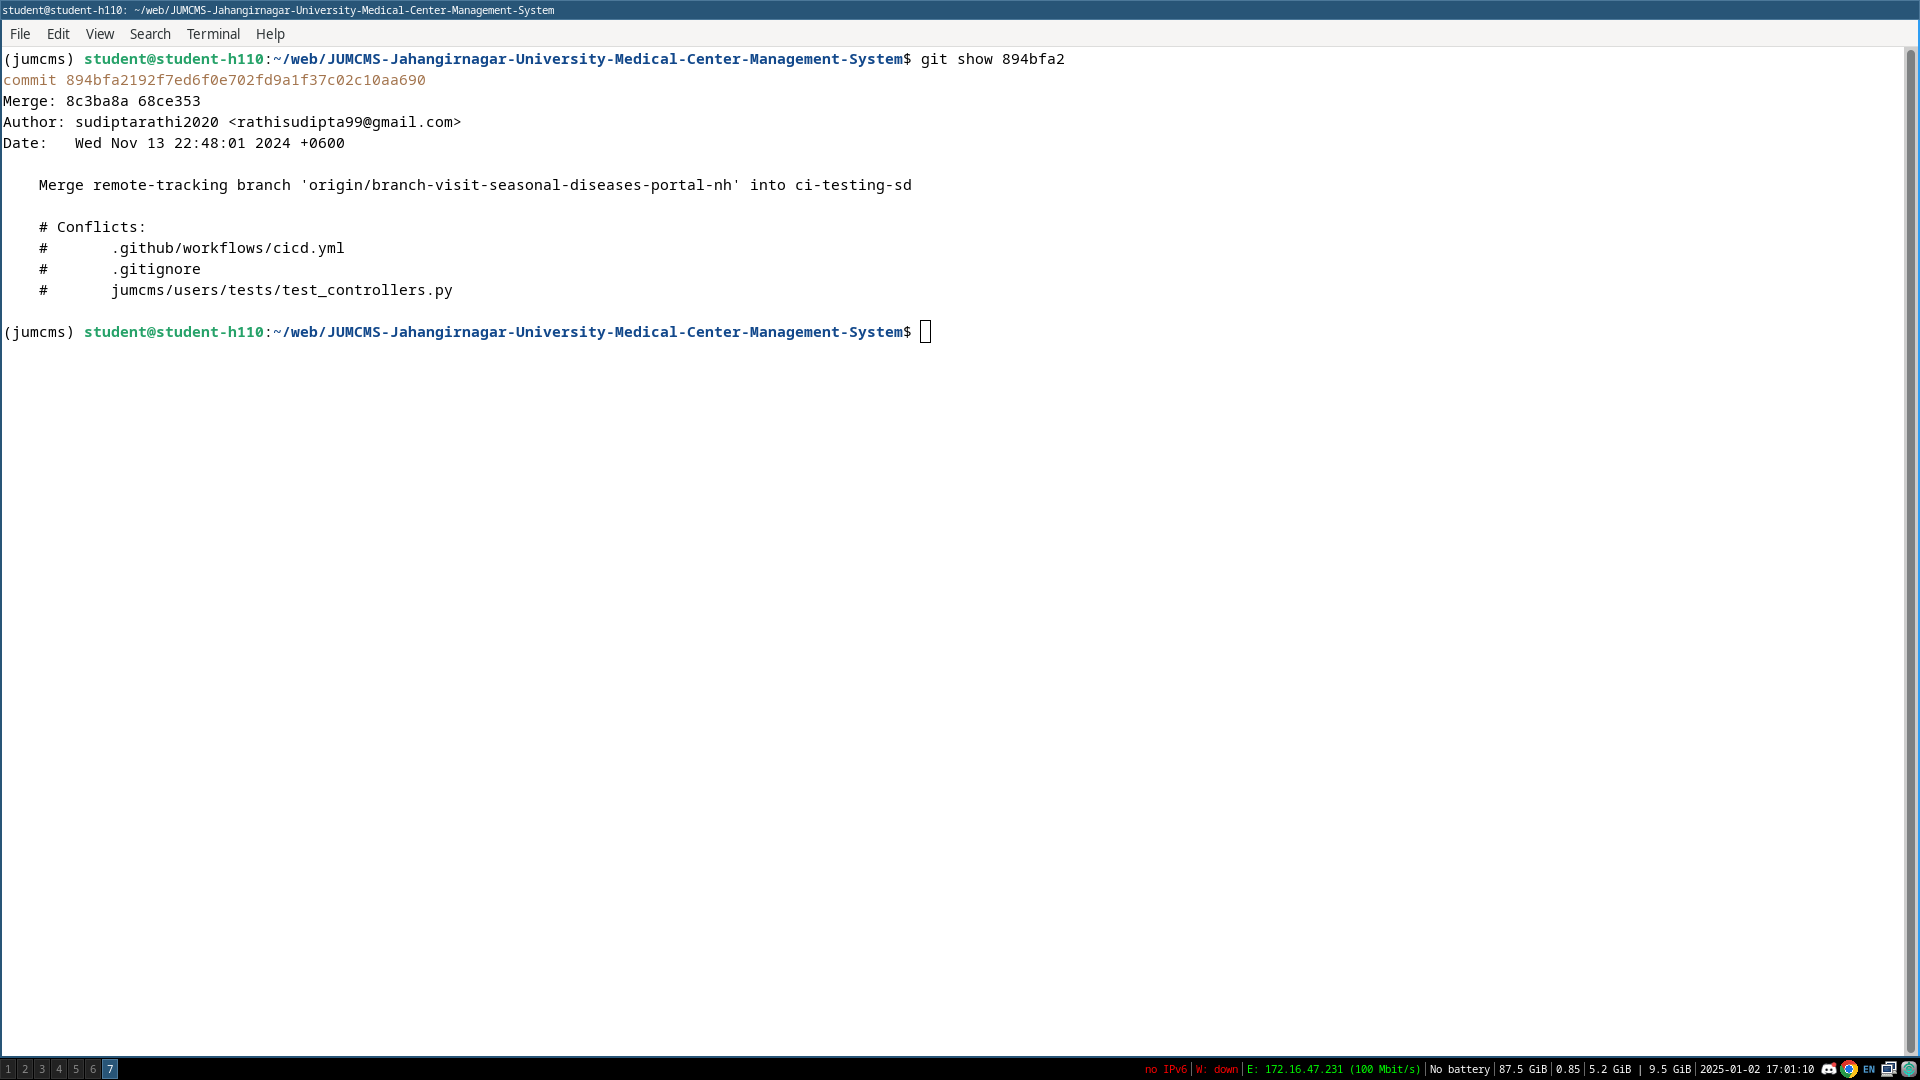 student@student-h110: ~/web/JUMCMS-Jahangirnagar-University-Medical-Center-Management-System
File Edit View Search Terminal Help
(jumcms) student@student-h110:~/web/JUMCMS-Jahangirnagar-University-Medical-Center-Management-System$ git show 894bfa2
commit 894bfa2192f7ed6f0e702fd9a1f37c02c10aa690
Merge: 8c3ba8a 68ce353
Author: sudiptarathi2020 <rathisudipta99@gmail.com>
Date:   Wed Nov 13 22:48:01 2024 +0600
    Merge remote-tracking branch 'origin/branch-visit-seasonal-diseases-portal-nh' into ci-testing-sd
    # Conflicts:
    #       .github/workflows/cicd.yml
    #       .gitignore
    #       jumcms/users/tests/test_controllers.py
(jumcms) student@student-h110:~/web/JUMCMS-Jahangirnagar-University-Medical-Center-Management-System$
1 2 3 4 5 6 7 no IPv6 | W: down | E: 172.16.47.231 (100 Mbit/s) | No battery | 87.5 GiB | 0.85 | 5.2 GiB | 9.5 GiB | 2025-01-02 17:01:10 EN